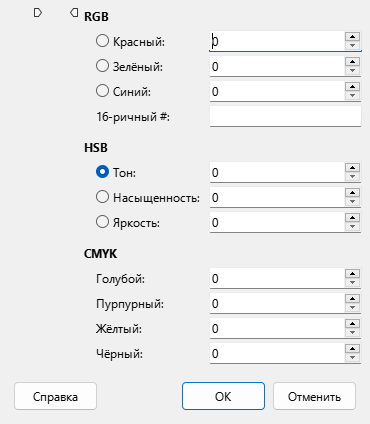 RGB
Красный: 0
Зелёный: 0
Синий: 0
16-ричный #:
HSB
Тон: 0
Насыщенность: 0
Яркость: 0
CMYK
Голубой: 0
Пурпурный: 0
Жёлтый: 0
Чёрный: 0
Справка OK Отменить